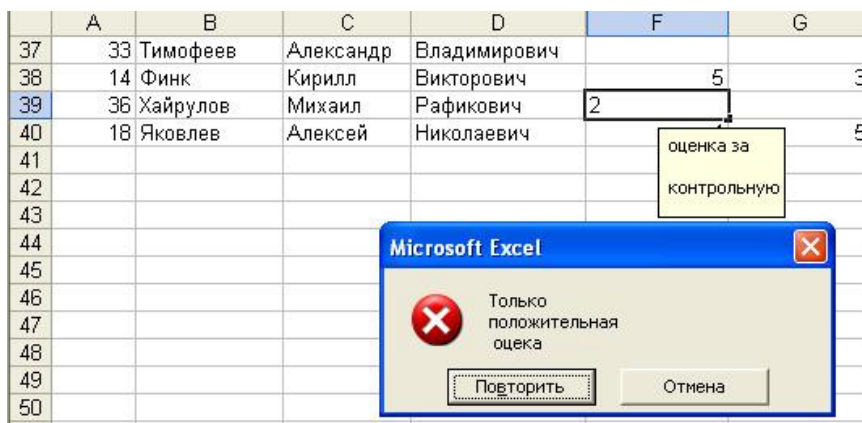 A B C D F G
37 33 Тимофеев Александр Владимирович
38 14 Финк Кирилл Викторович 5 3
39 36 Хайрулов Михаил Рафикович 2
40 18 Яковлев Алексей Николаевич 5
41 оценка за
42 контрольную
43
44 Microsoft Excel
45
46 Только
47 положительная
48 оцека
49 Повторить Отмена
50